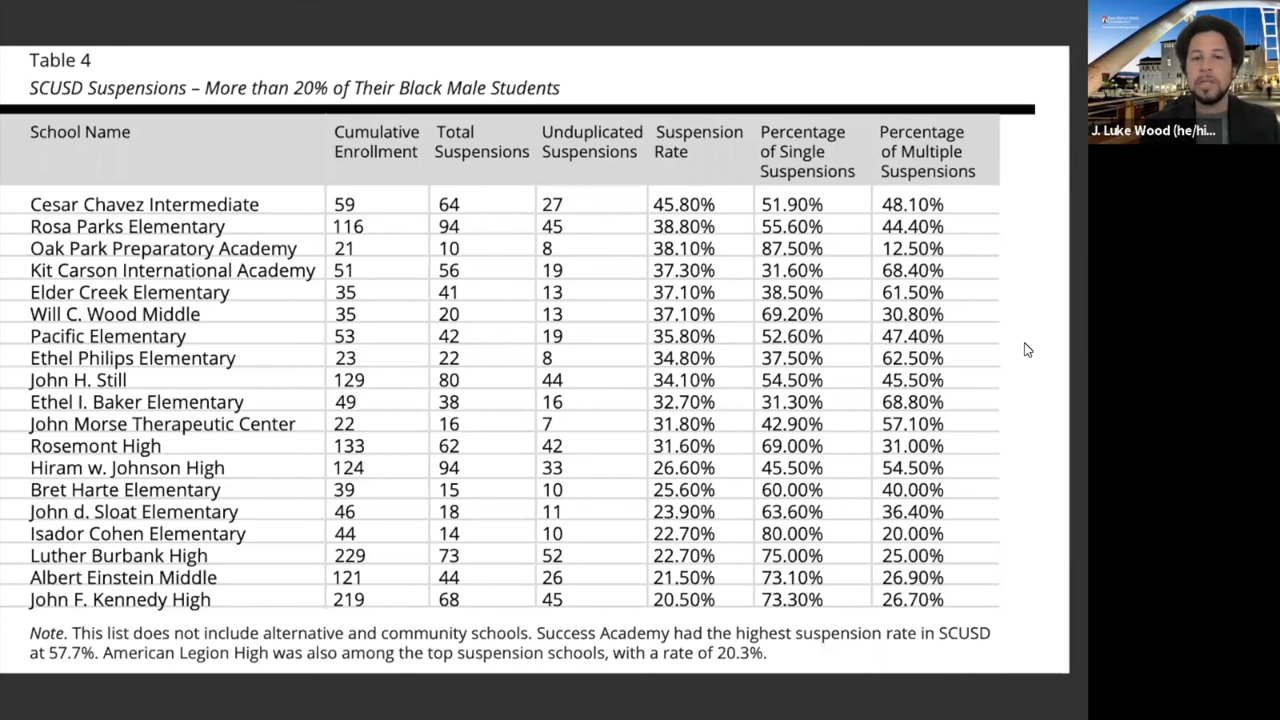 Table 4
SCUSD Suspensions – More than 20% of Their Black Male Students
School Name Cumulative Enrollment Total Suspensions Unduplicated Suspensions Suspension Rate Percentage of Single Suspensions Percentage of Multiple Suspensions
Cesar Chavez Intermediate 59 64 27 45.80% 51.90% 48.10%
Rosa Parks Elementary 116 94 45 38.80% 55.60% 44.40%
Oak Park Preparatory Academy 21 10 8 38.10% 87.50% 12.50%
Kit Carson International Academy 51 56 19 37.30% 31.60% 68.40%
Elder Creek Elementary 35 41 13 37.10% 38.50% 61.50%
Will C. Wood Middle 35 20 13 37.10% 69.20% 30.80%
Pacific Elementary 53 42 19 35.80% 52.60% 47.40%
Ethel Philips Elementary 23 22 8 34.80% 37.50% 62.50%
John H. Still 129 80 44 34.10% 54.50% 45.50%
Ethel I. Baker Elementary 49 38 16 32.70% 31.30% 68.80%
John Morse Therapeutic Center 22 16 7 31.80% 42.90% 57.10%
Rosemont High 133 62 42 31.60% 69.00% 31.00%
Hiram w. Johnson High 124 94 33 26.60% 45.50% 54.50%
Bret Harte Elementary 39 15 10 25.60% 60.00% 40.00%
John d. Sloat Elementary 46 18 11 23.90% 63.60% 36.40%
Isador Cohen Elementary 44 14 10 22.70% 80.00% 20.00%
Luther Burbank High 229 73 52 22.70% 75.00% 25.00%
Albert Einstein Middle 121 44 26 21.50% 73.10% 26.90%
John F. Kennedy High 219 68 45 20.50% 73.30% 26.70%
Note. This list does not include alternative and community schools. Success Academy had the highest suspension rate in SCUSD
at 57.7%. American Legion High was also among the top suspension schools, with a rate of 20.3%.
J. Luke Wood (he/hi...